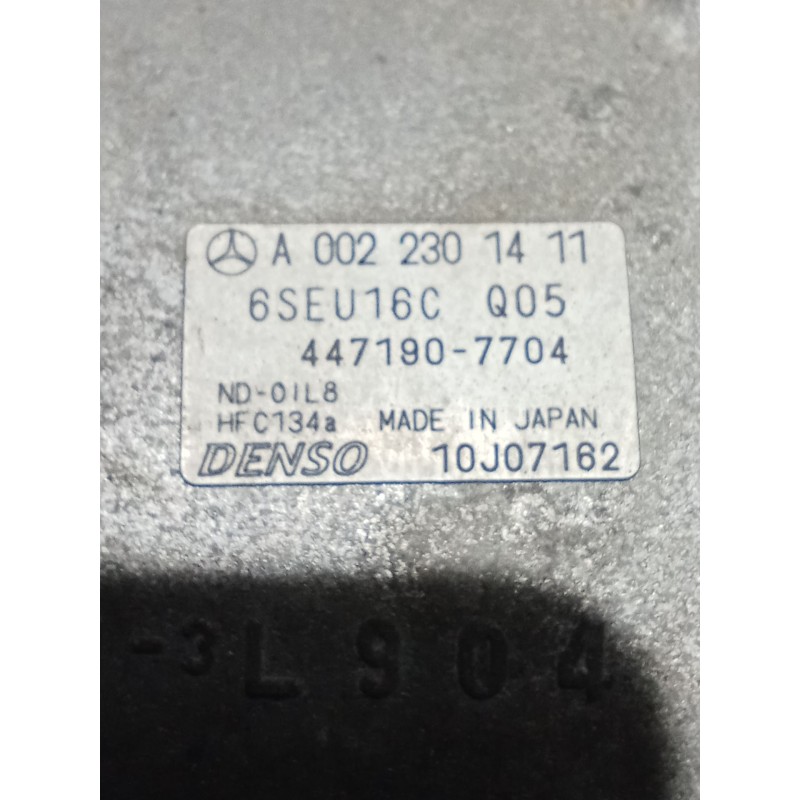 A 002 230 14 11
6SEU16C Q05
447190-7704
ND-OIL8
HFC134a MADE IN JAPAN
DENSO 10J07162
-3L904